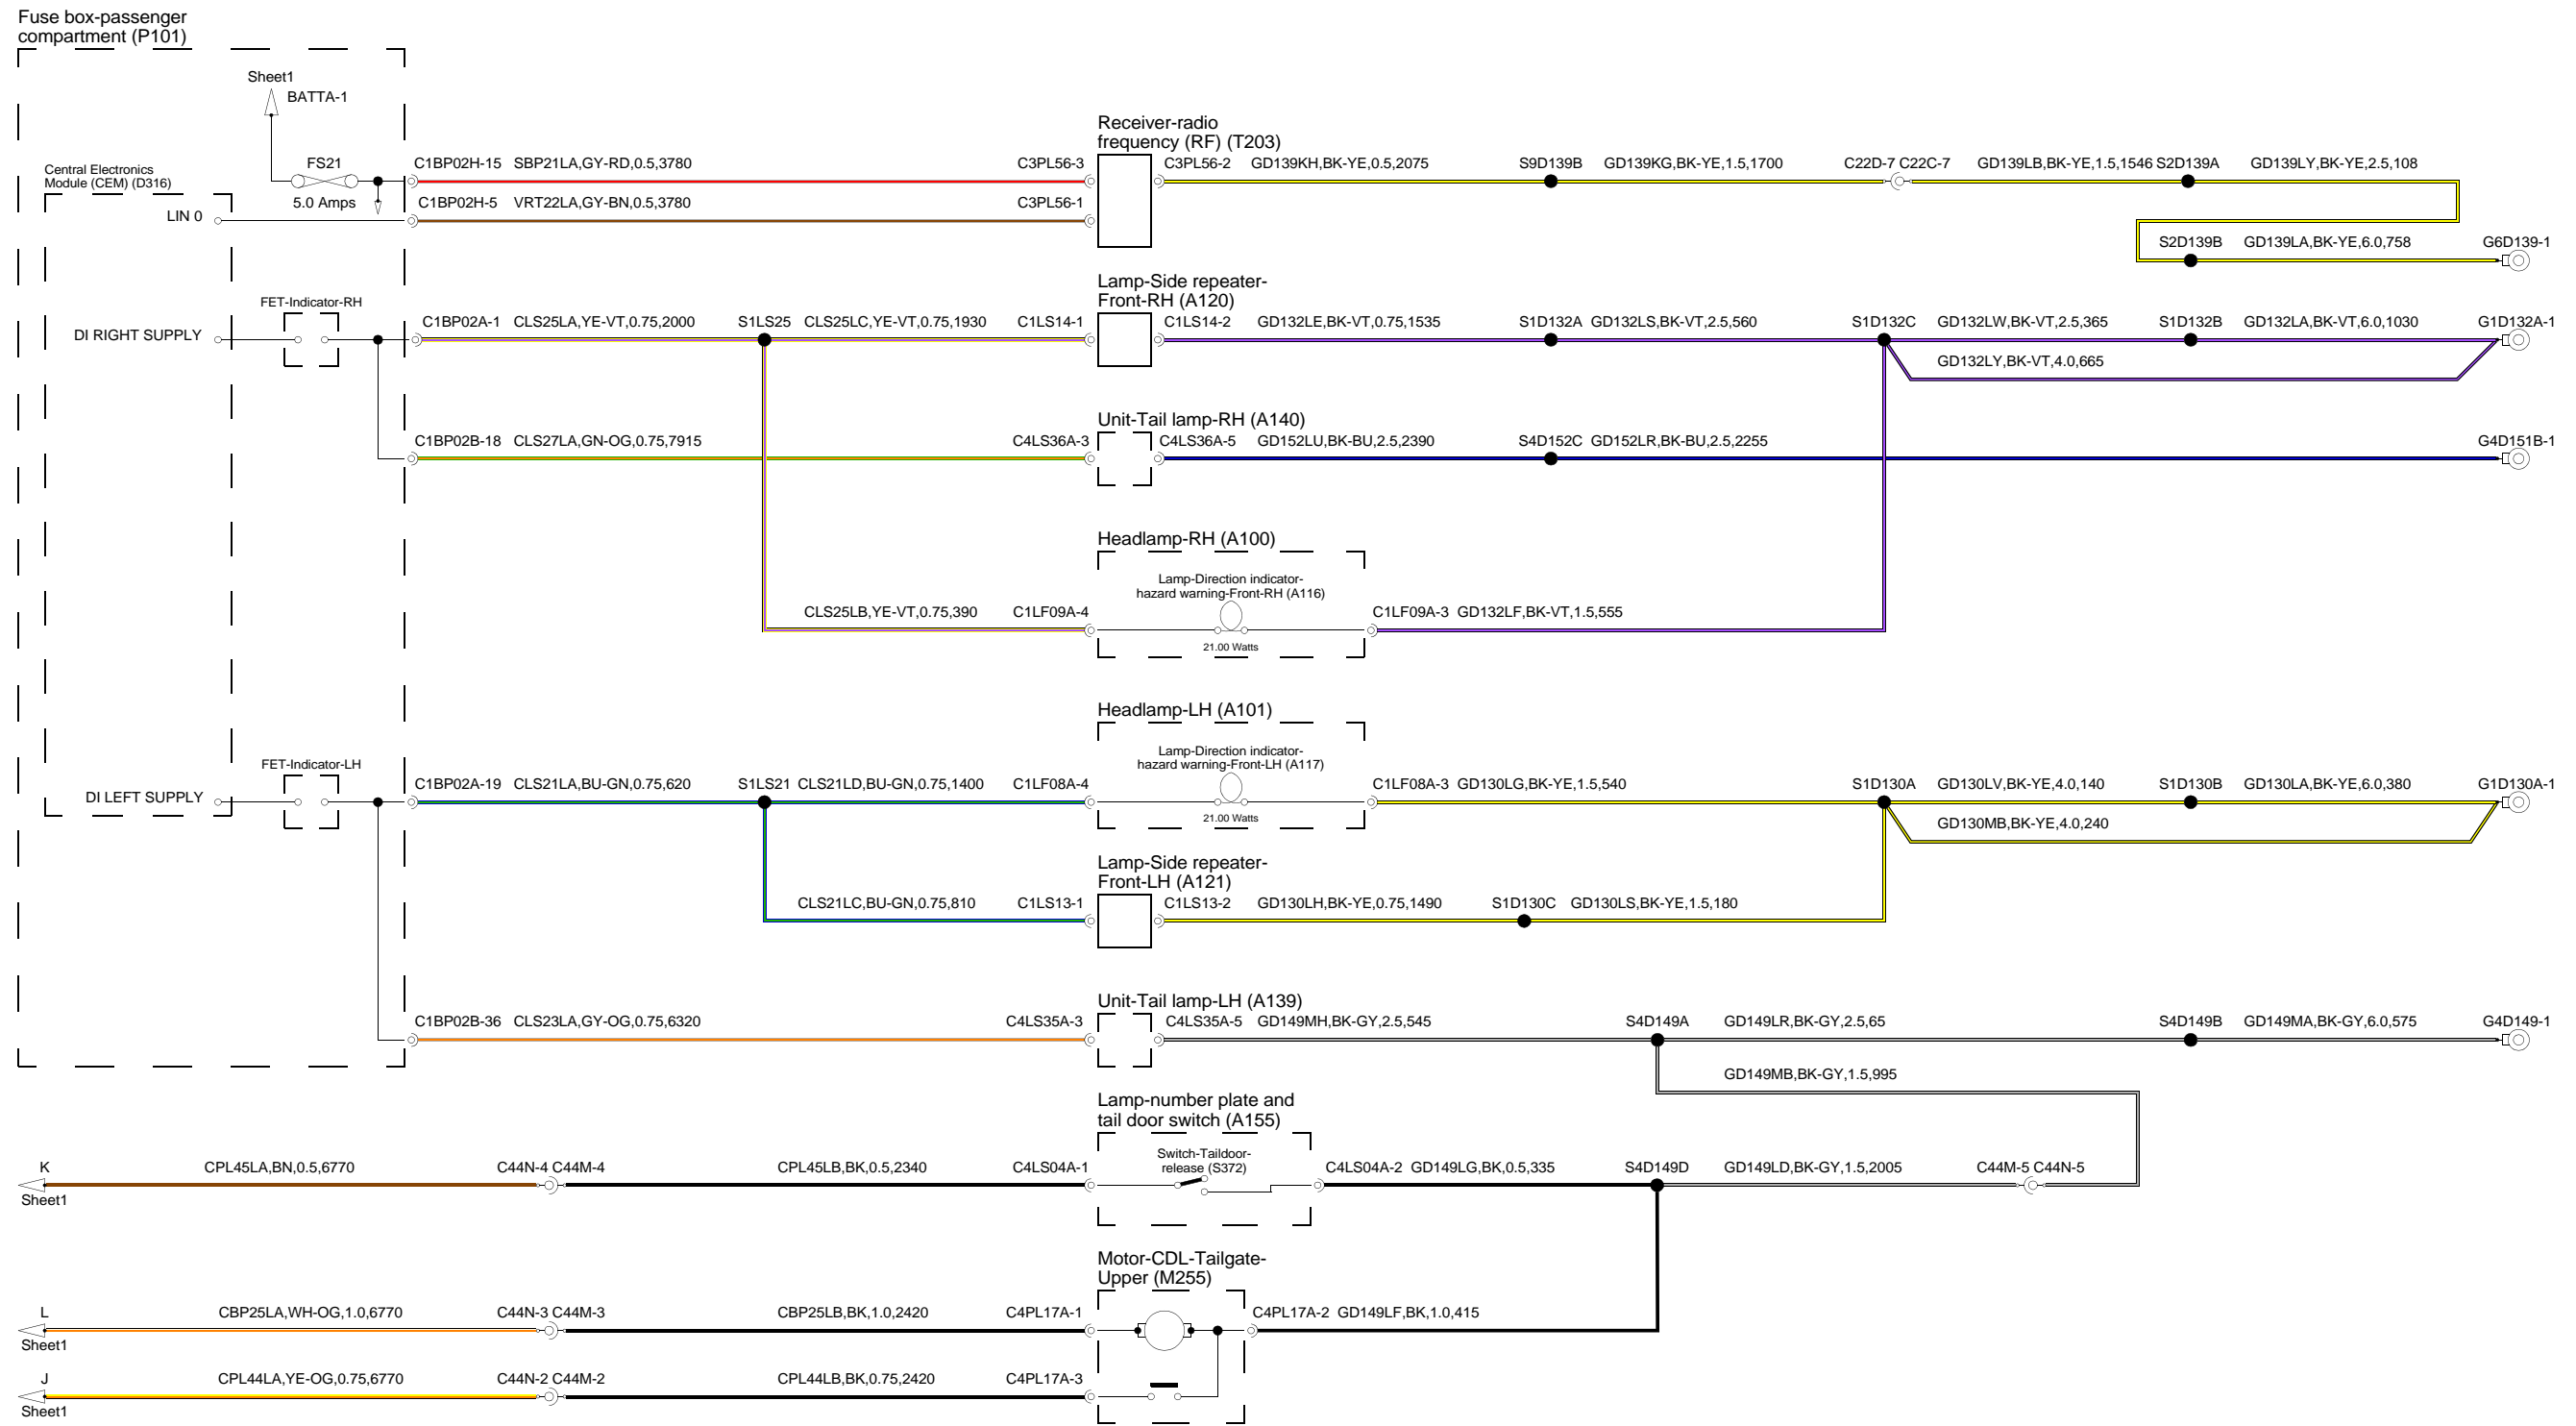 Fuse box-passenger
compartment (P101)
Sheet1
BATTA-1
Receiver-radio
frequency (RF) (T203)
Central Electronics
Module (CEM) (D316)
FS21
5.0 Amps
C1BP02H-15 SBP21LA,GY-RD,0.5,3780 C3PL56-3 C3PL56-2 GD139KH,BK-YE,0.5,2075 S9D139B GD139KG,BK-YE,1.5,1700 C22D-7 C22C-7 GD139LB,BK-YE,1.5,1546 S2D139A GD139LY,BK-YE,2.5,108
LIN 0
C1BP02H-5 VRT22LA,GY-BN,0.5,3780 C3PL56-1
S2D139B GD139LA,BK-YE,6.0,758 G6D139-1
Lamp-Side repeater-
Front-RH (A120)
FET-Indicator-RH
DI RIGHT SUPPLY
C1BP02A-1 CLS25LA,YE-VT,0.75,2000 S1LS25 CLS25LC,YE-VT,0.75,1930 C1LS14-1 C1LS14-2 GD132LE,BK-VT,0.75,1535 S1D132A GD132LS,BK-VT,2.5,560 S1D132C GD132LW,BK-VT,2.5,365 S1D132B GD132LA,BK-VT,6.0,1030 G1D132A-1
GD132LY,BK-VT,4.0,665
Unit-Tail lamp-RH (A140)
C1BP02B-18 CLS27LA,GN-OG,0.75,7915 C4LS36A-3 C4LS36A-5 GD152LU,BK-BU,2.5,2390 S4D152C GD152LR,BK-BU,2.5,2255 G4D151B-1
Headlamp-RH (A100)
Lamp-Direction indicator-
hazard warning-Front-RH (A116)
CLS25LB,YE-VT,0.75,390 C1LF09A-4 C1LF09A-3 GD132LF,BK-VT,1.5,555
21.00 Watts
Headlamp-LH (A101)
Lamp-Direction indicator-
hazard warning-Front-LH (A117)
FET-Indicator-LH
DI LEFT SUPPLY
C1BP02A-19 CLS21LA,BU-GN,0.75,620 S1LS21 CLS21LD,BU-GN,0.75,1400 C1LF08A-4 C1LF08A-3 GD130LG,BK-YE,1.5,540 S1D130A GD130LV,BK-YE,4.0,140 S1D130B GD130LA,BK-YE,6.0,380 G1D130A-1
21.00 Watts
GD130MB,BK-YE,4.0,240
Lamp-Side repeater-
Front-LH (A121)
CLS21LC,BU-GN,0.75,810 C1LS13-1 C1LS13-2 GD130LH,BK-YE,0.75,1490 S1D130C GD130LS,BK-YE,1.5,180
Unit-Tail lamp-LH (A139)
C1BP02B-36 CLS23LA,GY-OG,0.75,6320 C4LS35A-3 C4LS35A-5 GD149MH,BK-GY,2.5,545 S4D149A GD149LR,BK-GY,2.5,65 S4D149B GD149MA,BK-GY,6.0,575 G4D149-1
GD149MB,BK-GY,1.5,995
Lamp-number plate and
tail door switch (A155)
Switch-Taildoor-
release (S372)
K CPL45LA,BN,0.5,6770 C44N-4 C44M-4 CPL45LB,BK,0.5,2340 C4LS04A-1 C4LS04A-2 GD149LG,BK,0.5,335 S4D149D GD149LD,BK-GY,1.5,2005 C44M-5 C44N-5
Sheet1
Motor-CDL-Tailgate-
Upper (M255)
L CBP25LA,WH-OG,1.0,6770 C44N-3 C44M-3 CBP25LB,BK,1.0,2420 C4PL17A-1 C4PL17A-2 GD149LF,BK,1.0,415
Sheet1
J CPL44LA,YE-OG,0.75,6770 C44N-2 C44M-2 CPL44LB,BK,0.75,2420 C4PL17A-3
Sheet1